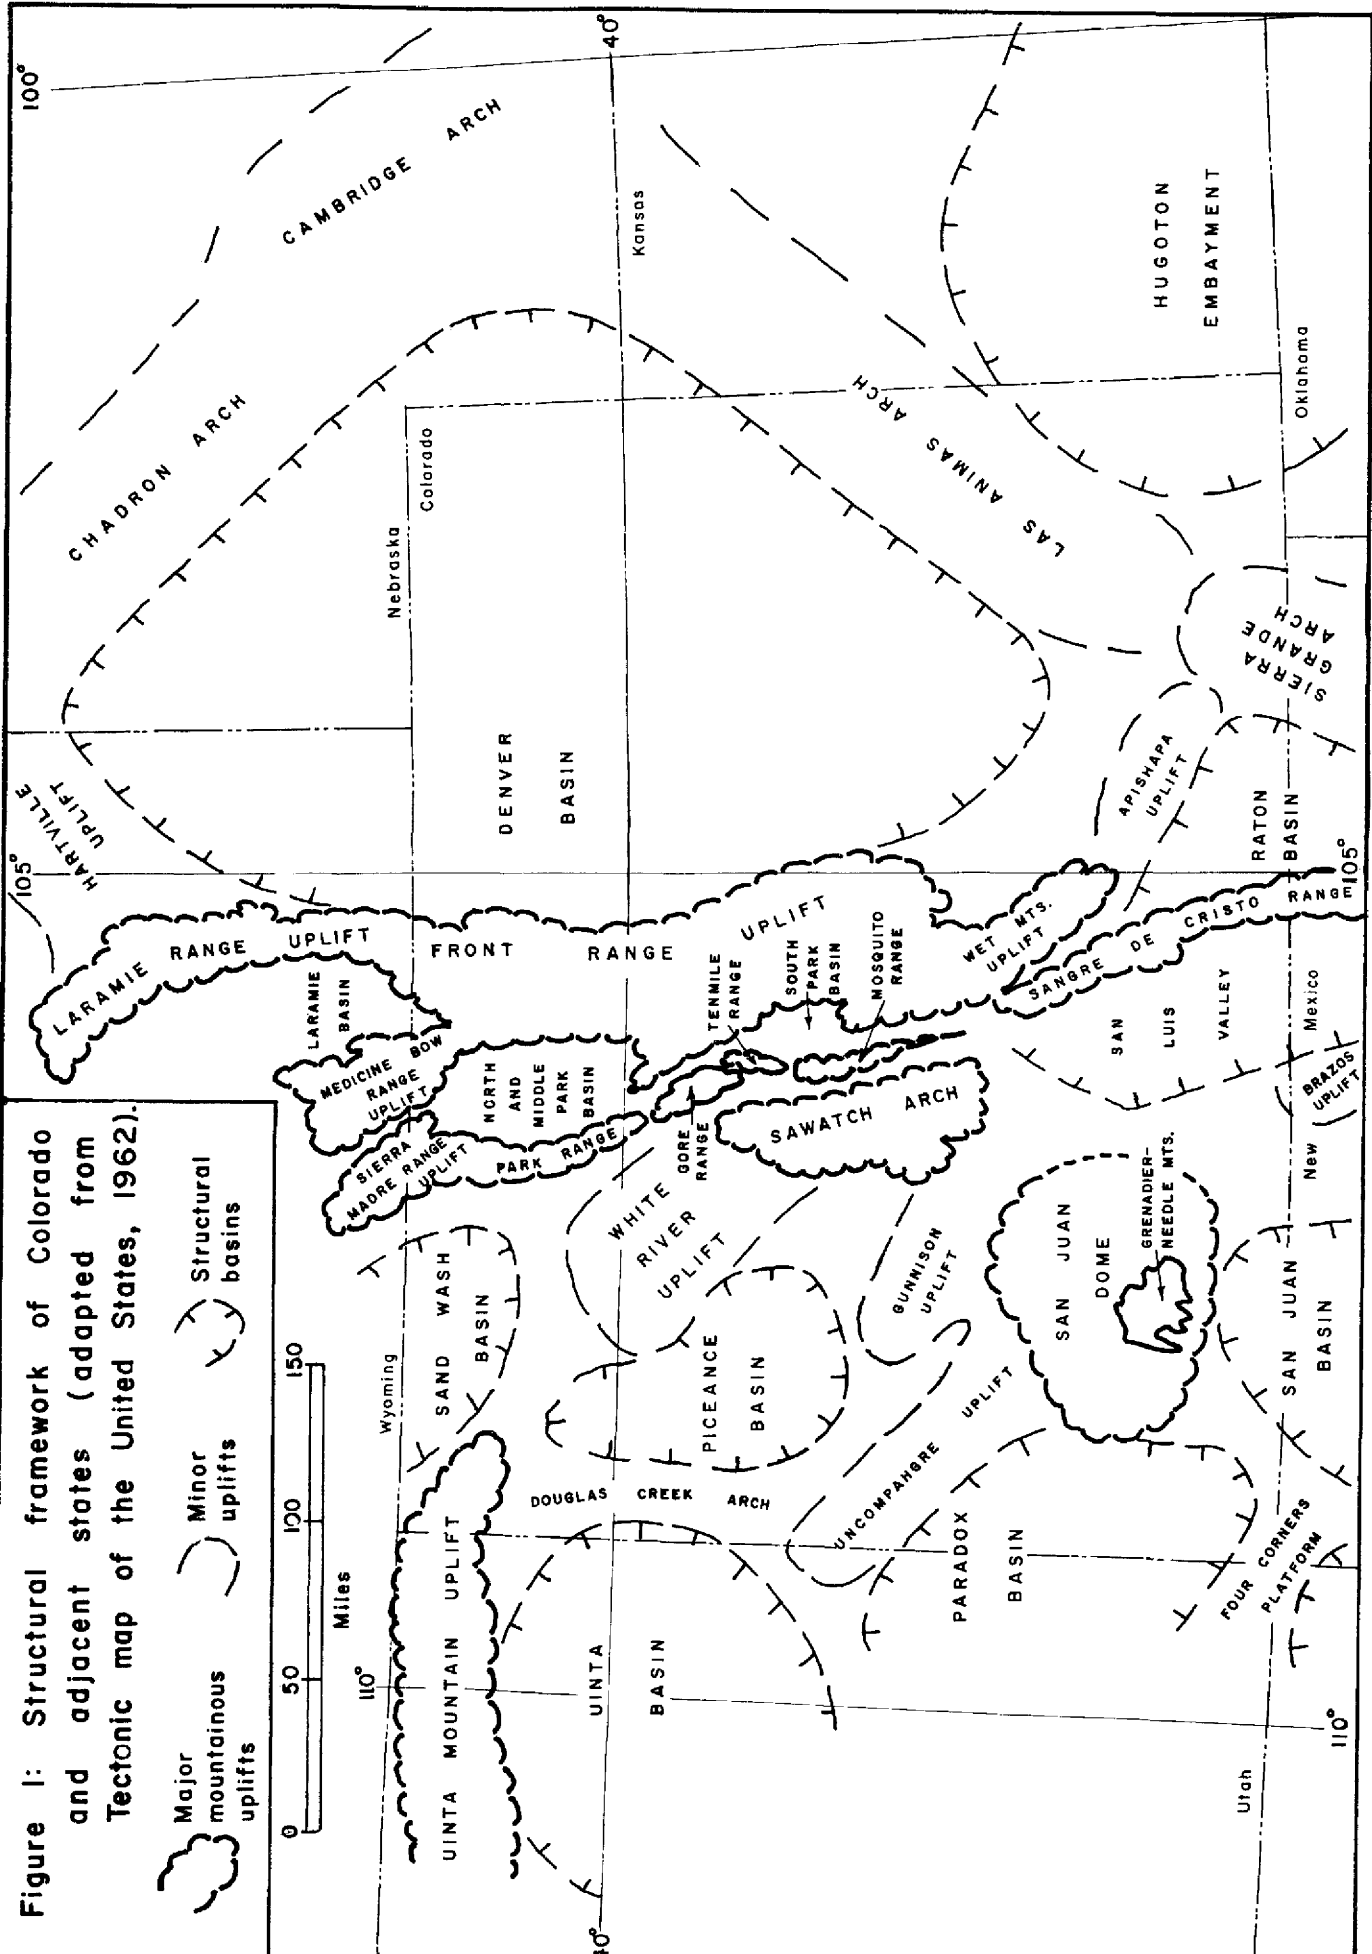 Figure 1: Structural framework of Colorado
and adjacent states (adapted from
Tectonic map of the United States, 1962).
Major
mountainous
uplifts
Minor
uplifts
Structural
basins
0 50 100 150
Miles
110°
105°
100°
40°
40°
110°
105°
Wyoming
Nebraska
Colorado
Kansas
Oklahoma
New Mexico
Utah
UINTA MOUNTAIN UPLIFT
UINTA
BASIN
SAND WASH
BASIN
DOUGLAS CREEK ARCH
PICEANCE
BASIN
UNCOMPAHGRE UPLIFT
PARADOX
BASIN
FOUR CORNERS
PLATFORM
SAN JUAN
BASIN
SAN JUAN
DOME
GRENADIER-
NEEDLE MTS.
GUNNISON
UPLIFT
WHITE
RIVER
UPLIFT
SIERRA
MADRE RANGE
UPLIFT
PARK RANGE
GORE
RANGE
SAWATCH ARCH
MEDICINE BOW
RANGE
UPLIFT
NORTH
AND
MIDDLE
PARK
BASIN
LARAMIE
BASIN
LARAMIE RANGE UPLIFT
FRONT RANGE UPLIFT
TENMILE
RANGE
SOUTH
PARK
BASIN
MOSQUITO
RANGE
WET MTS.
UPLIFT
SANGRE DE CRISTO RANGE
SAN
LUIS
VALLEY
BRAZOS
UPLIFT
RATON
BASIN
APISHAPA
UPLIFT
SIERRA
GRANDE
ARCH
LAS ANIMAS ARCH
HUGOTON
EMBAYMENT
DENVER
BASIN
HARTVILLE
UPLIFT
CHADRON ARCH
CAMBRIDGE ARCH